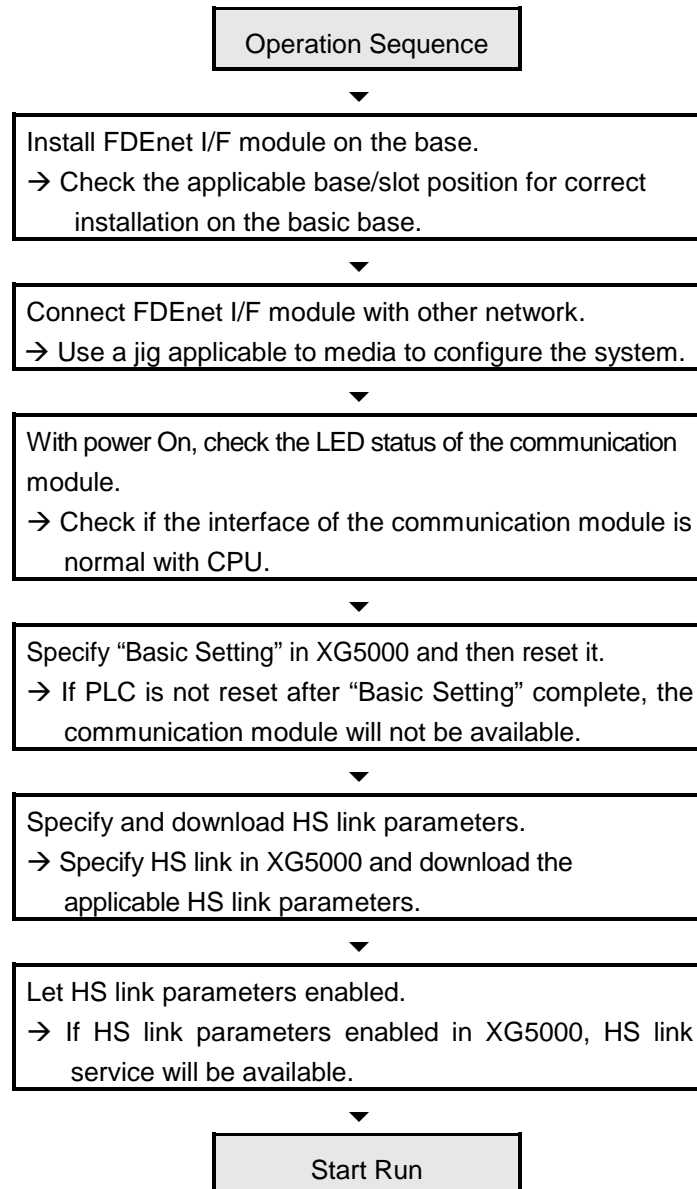 Operation Sequence
Install FDEnet I/F module on the base.
→ Check the applicable base/slot position for correct
installation on the basic base.
Connect FDEnet I/F module with other network.
→ Use a jig applicable to media to configure the system.
With power On, check the LED status of the communication
module.
→ Check if the interface of the communication module is
normal with CPU.
Specify “Basic Setting” in XG5000 and then reset it.
→ If PLC is not reset after “Basic Setting” complete, the
communication module will not be available.
Specify and download HS link parameters.
→ Specify HS link in XG5000 and download the
applicable HS link parameters.
Let HS link parameters enabled.
→ If HS link parameters enabled in XG5000, HS link
service will be available.
Start Run